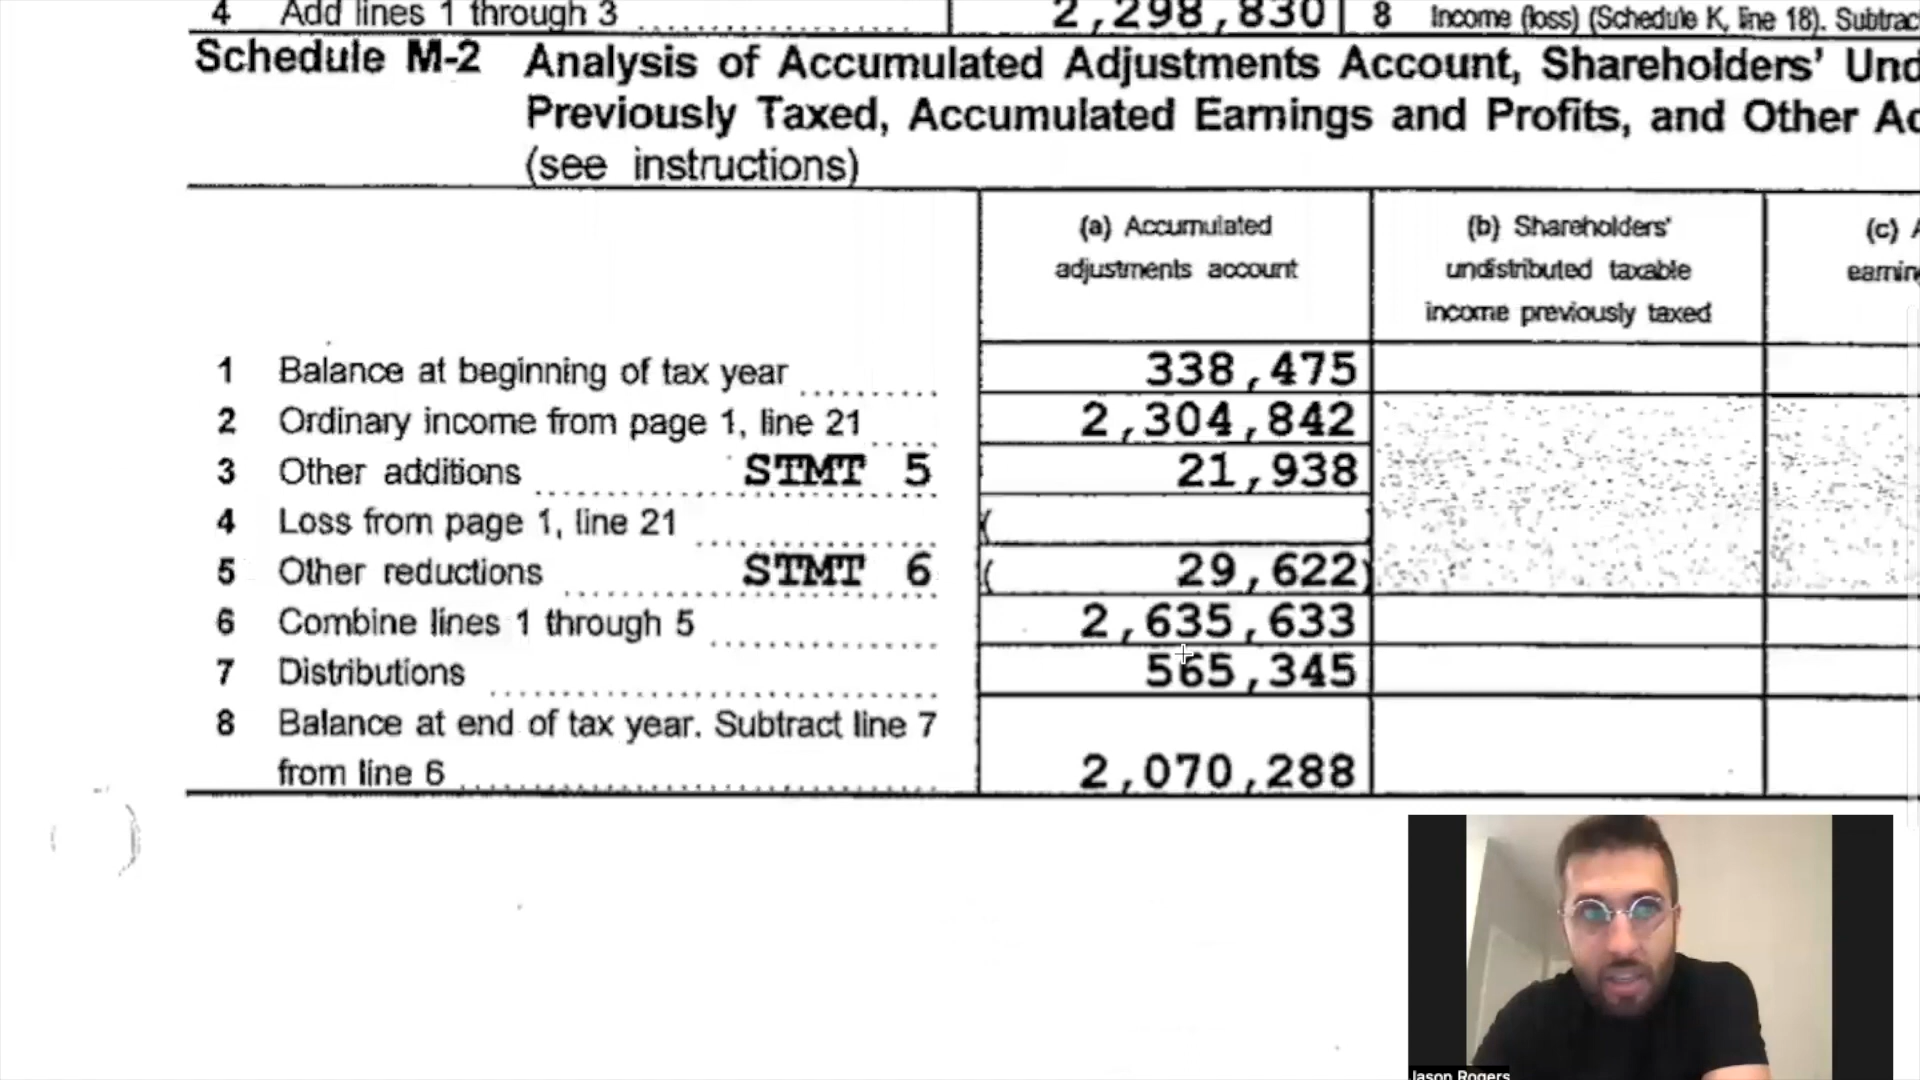 4 Add lines 1 through 3 2,298,830 8 Income (loss) (Schedule K, line 18). Subtrac
Schedule M-2 Analysis of Accumulated Adjustments Account, Shareholders' Und
Previously Taxed, Accumulated Earnings and Profits, and Other Ad
(see instructions)
(a) Accumulated
adjustments account
(b) Shareholders'
undistributed taxable
income previously taxed
(c) A
earnin
1 Balance at beginning of tax year 338,475
2 Ordinary income from page 1, line 21 2,304,842
3 Other additions STMT 5 21,938
4 Loss from page 1, line 21 ( )
5 Other reductions STMT 6 ( 29,622)
6 Combine lines 1 through 5 2,635,633
7 Distributions 565,345
8 Balance at end of tax year. Subtract line 7
from line 6 2,070,288
Jason Rogers